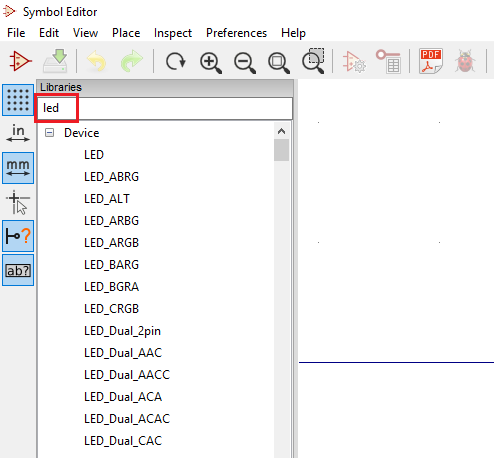 Symbol Editor
File Edit View Place Inspect Preferences Help
PDF
Libraries
led
in
mm
ab?
?
Device
LED
LED_ABRG
LED_ALT
LED_ARBG
LED_ARGB
LED_BARG
LED_BGRA
LED_CRGB
LED_Dual_2pin
LED_Dual_AAC
LED_Dual_AACC
LED_Dual_ACA
LED_Dual_ACAC
LED_Dual_CAC